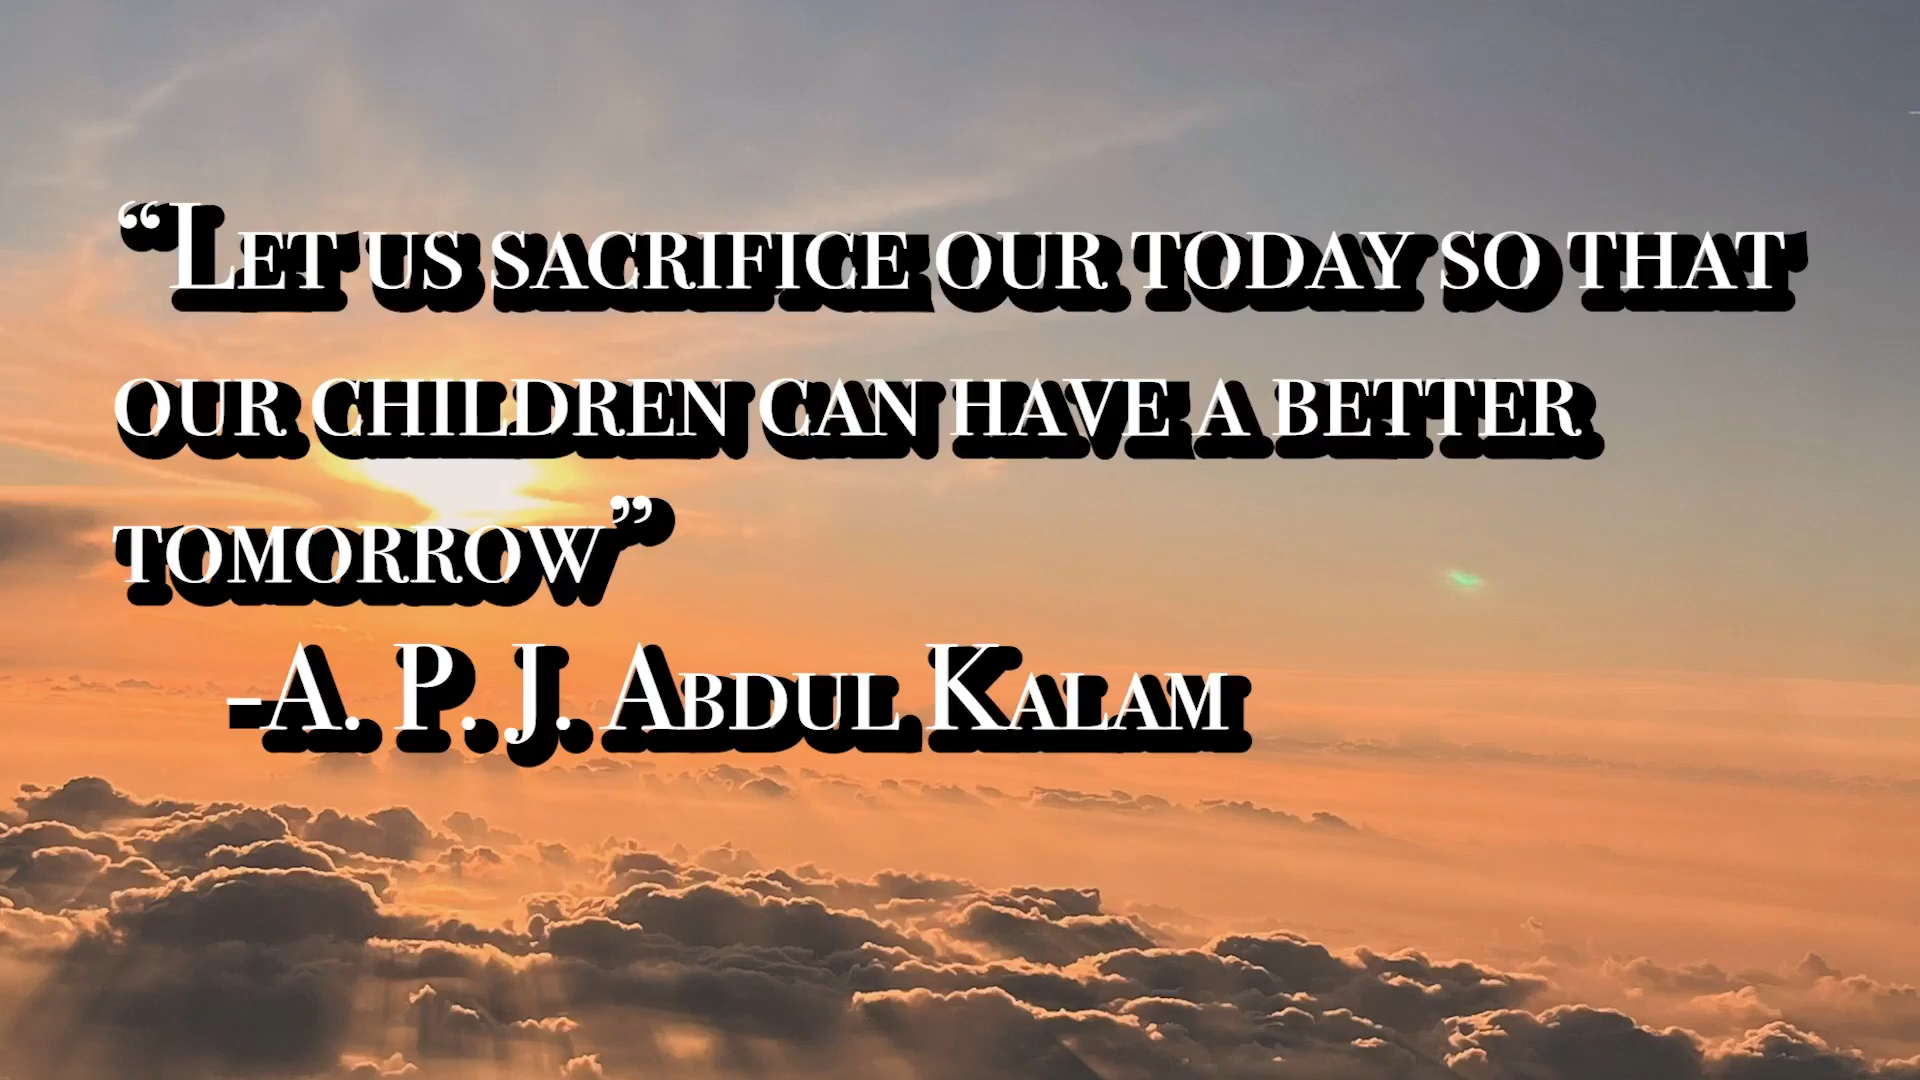 “Let us sacrifice our today so that
our children can have a better
tomorrow”
-A. P. J. Abdul Kalam